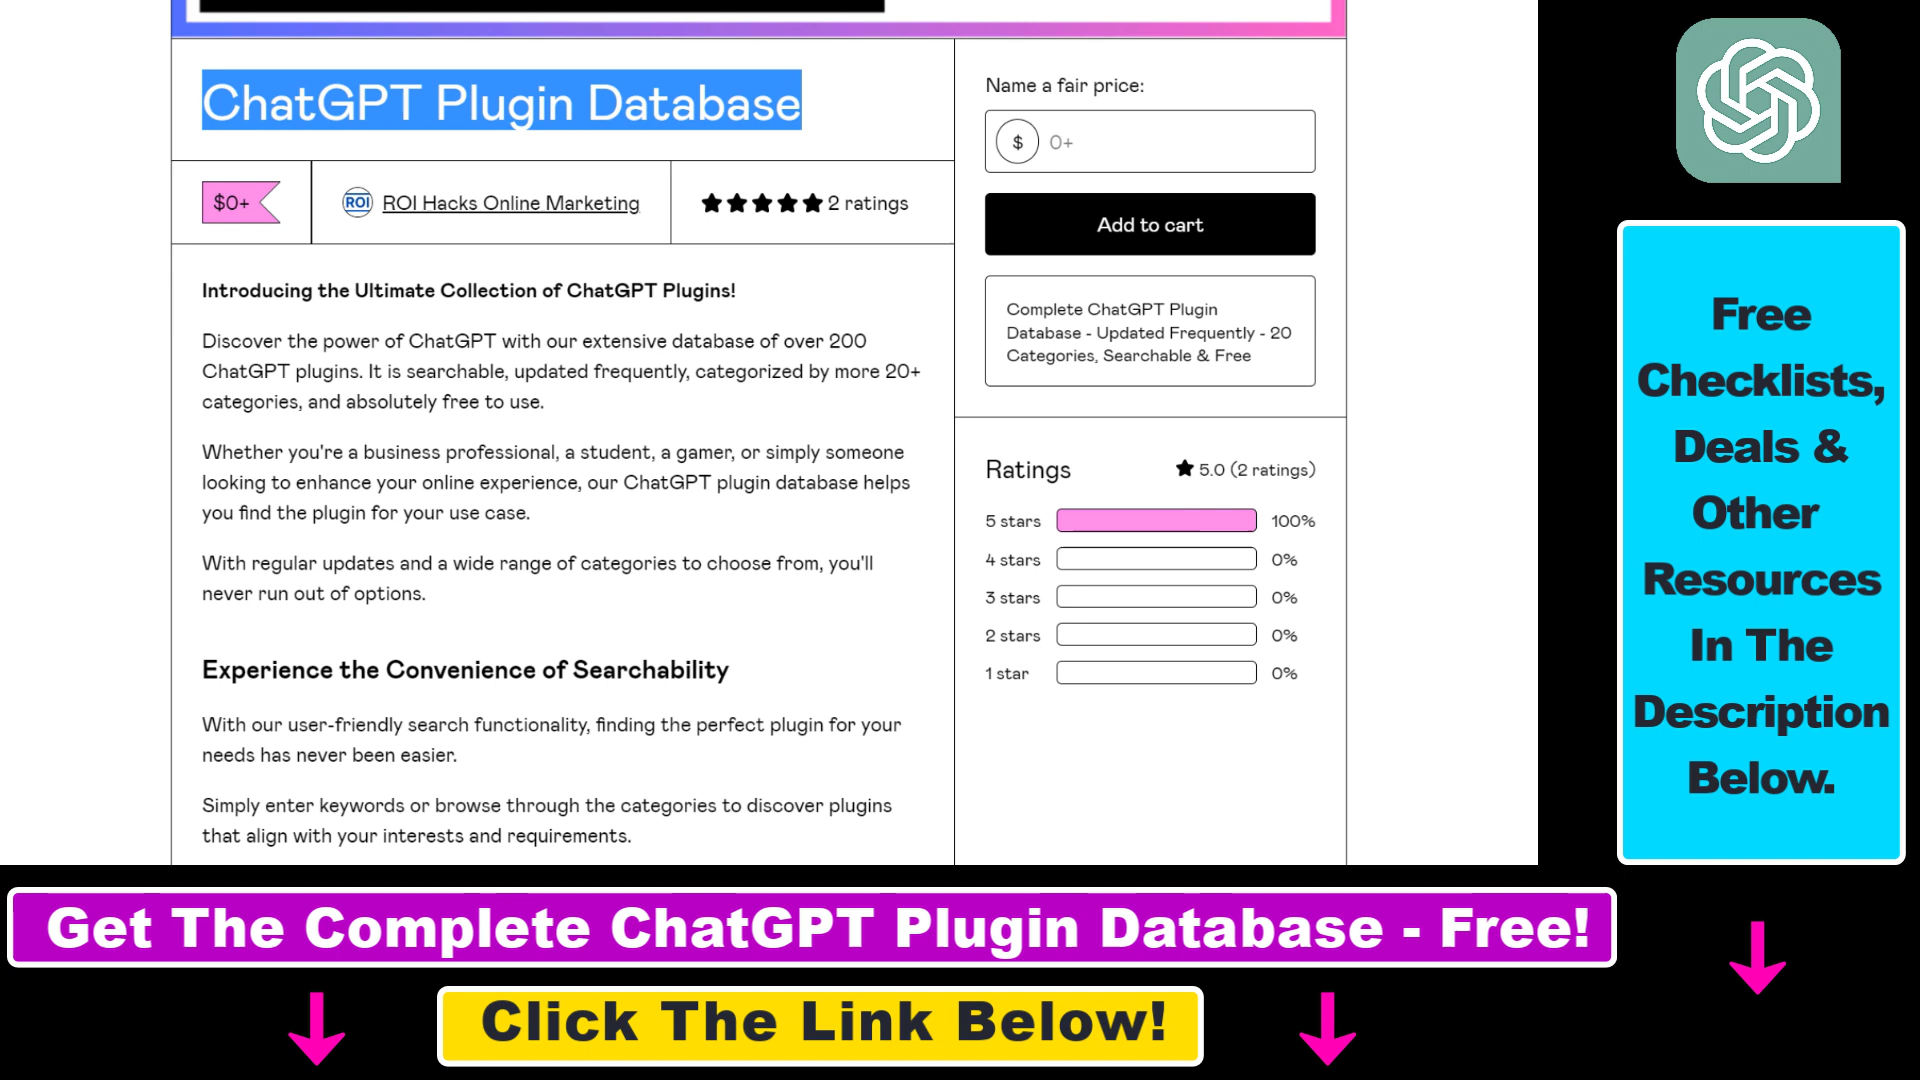 ChatGPT Plugin Database
$0+
ROI
ROI Hacks Online Marketing
2 ratings
Introducing the Ultimate Collection of ChatGPT Plugins!
Discover the power of ChatGPT with our extensive database of over 200
ChatGPT plugins. It is searchable, updated frequently, categorized by more 20+
categories, and absolutely free to use.
Whether you're a business professional, a student, a gamer, or simply someone
looking to enhance your online experience, our ChatGPT plugin database helps
you find the plugin for your use case.
With regular updates and a wide range of categories to choose from, you'll
never run out of options.
Experience the Convenience of Searchability
With our user-friendly search functionality, finding the perfect plugin for your
needs has never been easier.
Simply enter keywords or browse through the categories to discover plugins
that align with your interests and requirements.
Name a fair price:
$ 0+
Add to cart
Complete ChatGPT Plugin
Database - Updated Frequently - 20
Categories, Searchable & Free
Ratings
5.0 (2 ratings)
5 stars 100%
4 stars 0%
3 stars 0%
2 stars 0%
1 star 0%
Free
Checklists,
Deals &
Other
Resources
In The
Description
Below.
Get The Complete ChatGPT Plugin Database - Free!
Click The Link Below!